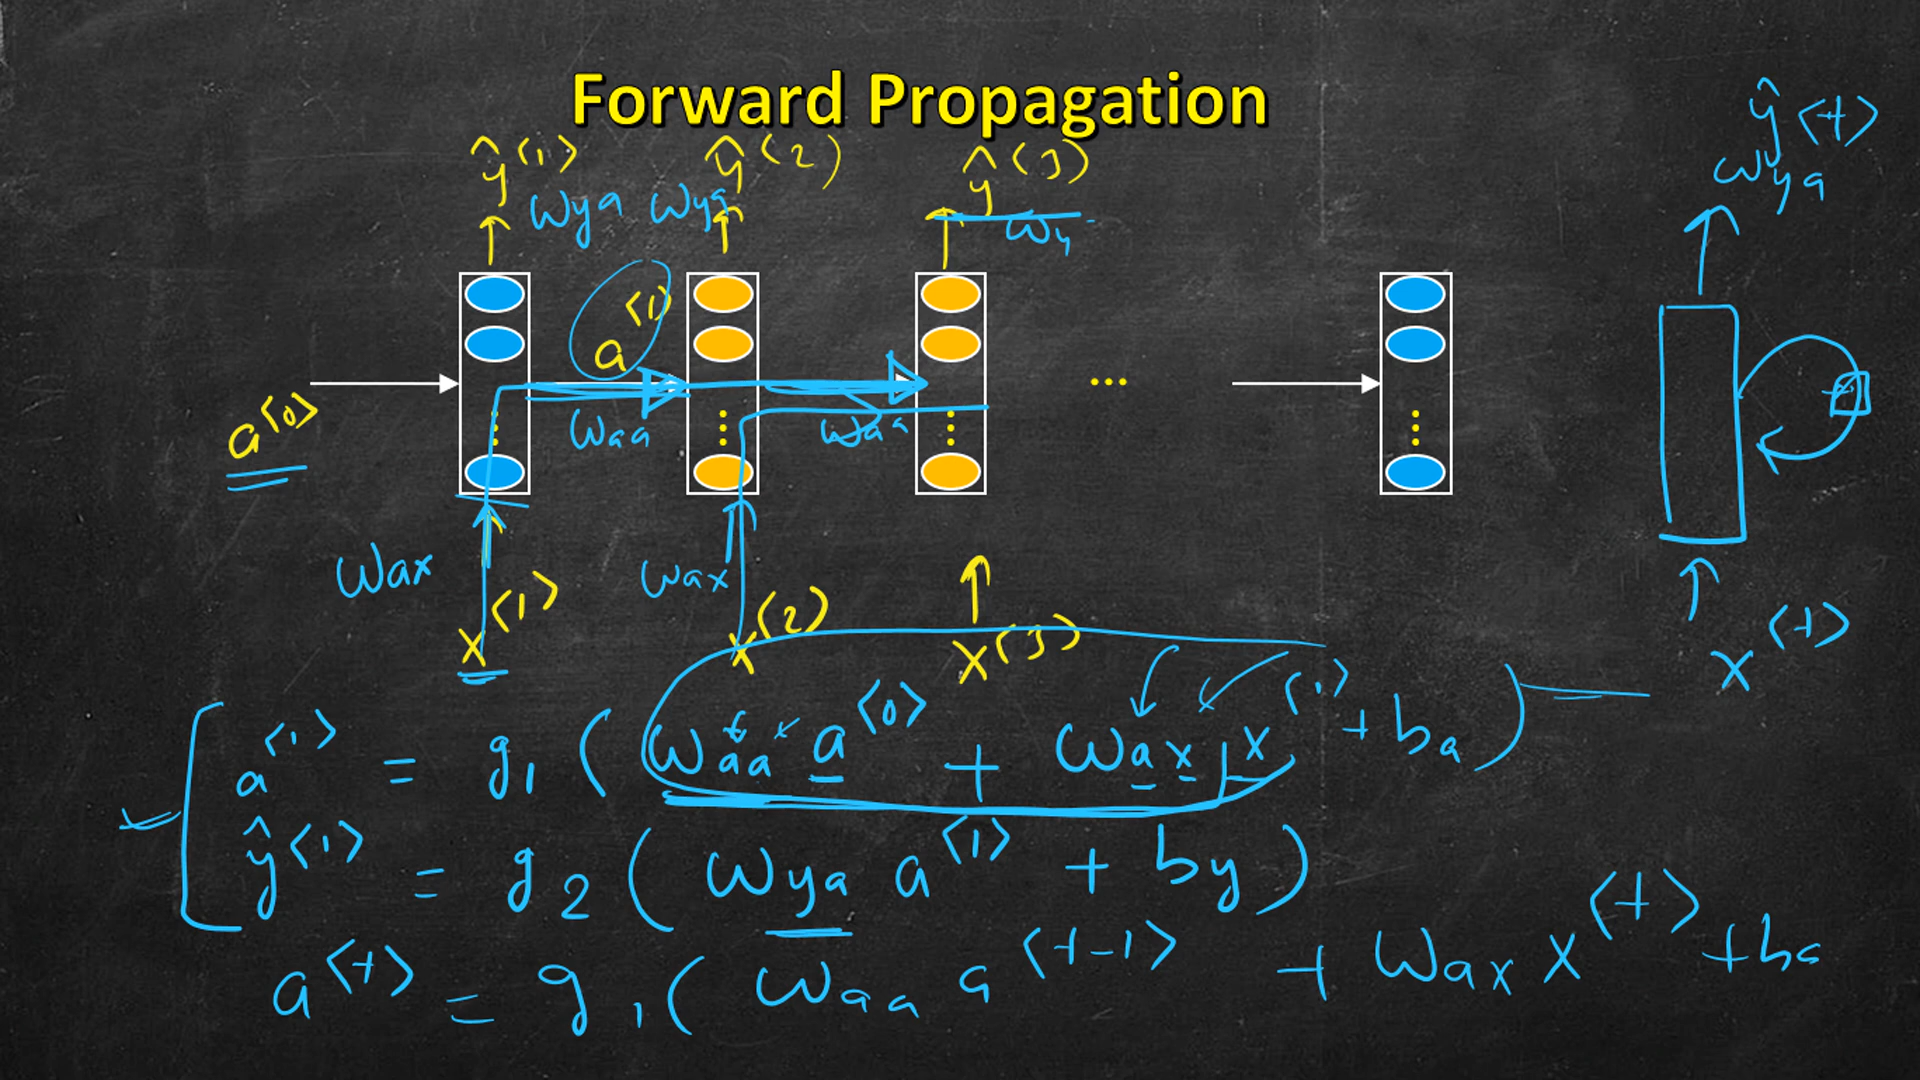 Forward Propagation
ŷ⟨1⟩ ŷ⟨2⟩ ŷ⟨3⟩ ŷ⟨t⟩
Wya Wya Wy Wya
a⟨1⟩
a⟨0⟩ Waa Waa ...
Wax Wax
x⟨1⟩ x⟨2⟩ x⟨3⟩ x⟨t⟩
a⟨1⟩ = g₁ ( Waa a⟨0⟩ + Wax x⟨1⟩ + ba )
ŷ⟨1⟩ = g₂ ( Wya a⟨1⟩ + by )
a⟨t⟩ = g₁ ( Waa a⟨t-1⟩ + Wax x⟨t⟩ + ba